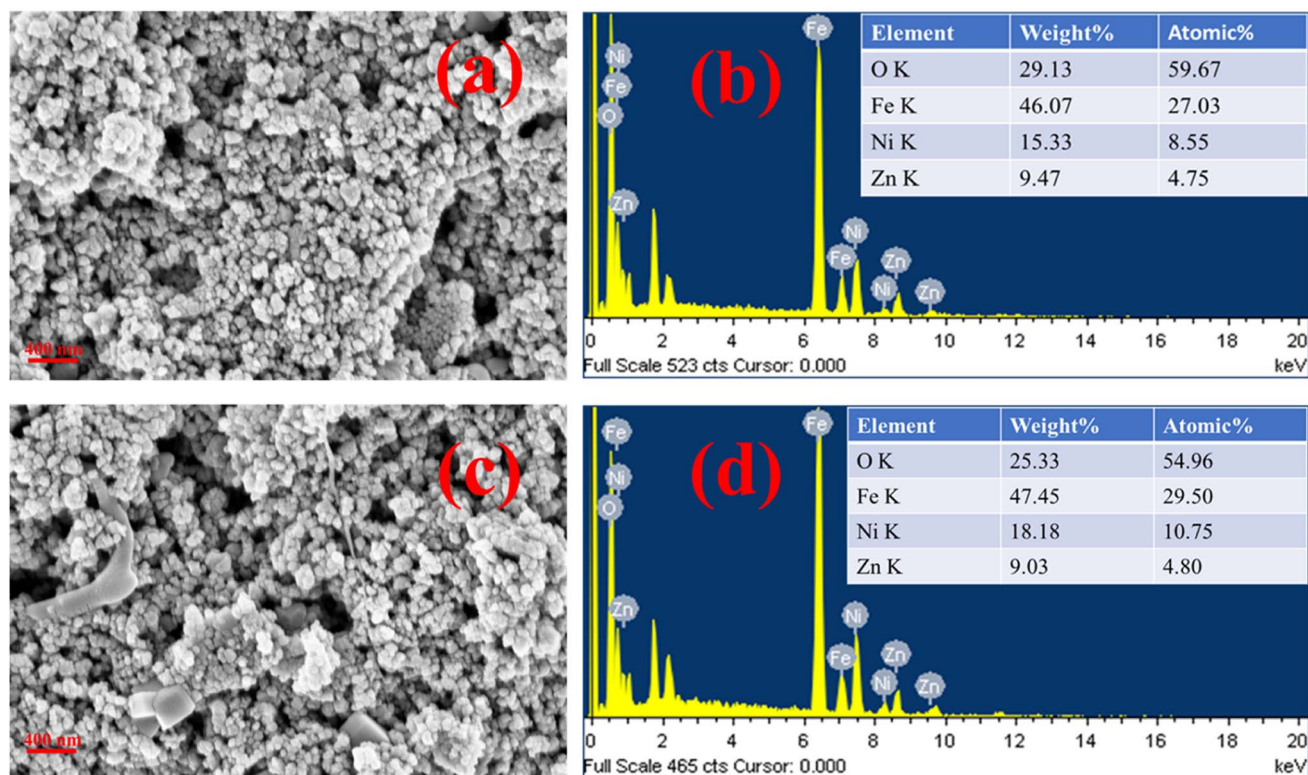 (a)
400 nm
(b)
Fe
Ni
Fe
O
Zn
Fe
Ni
Ni
Zn
Zn
Element Weight% Atomic%
O K 29.13 59.67
Fe K 46.07 27.03
Ni K 15.33 8.55
Zn K 9.47 4.75
0 2 4 6 8 10 12 14 16 18 20
Full Scale 523 cts Cursor: 0.000 keV
(c)
400 nm
(d)
Fe
Fe
Ni
O
Zn
Fe
Ni
Ni
Zn
Zn
Element Weight% Atomic%
O K 25.33 54.96
Fe K 47.45 29.50
Ni K 18.18 10.75
Zn K 9.03 4.80
0 2 4 6 8 10 12 14 16 18 20
Full Scale 465 cts Cursor: 0.000 keV